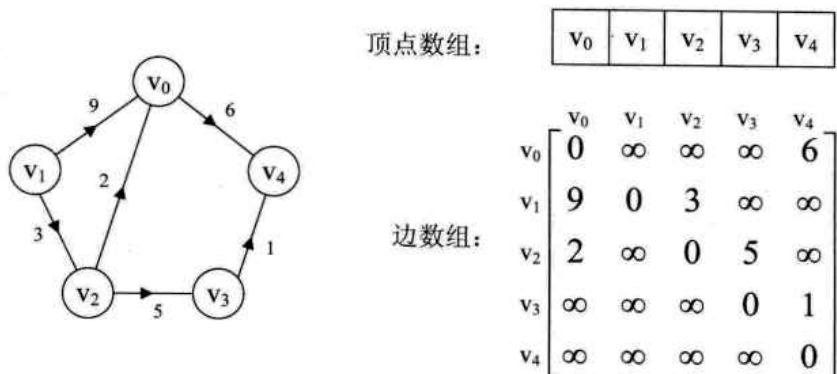 v₀
9
6
v₁
2
v₄
3
1
v₂
5
v₃
顶点数组:
v₀ v₁ v₂ v₃ v₄
边数组:
v₀ v₁ v₂ v₃ v₄
v₀ 0 ∞ ∞ ∞ 6
v₁ 9 0 3 ∞ ∞
v₂ 2 ∞ 0 5 ∞
v₃ ∞ ∞ ∞ 0 1
v₄ ∞ ∞ ∞ ∞ 0